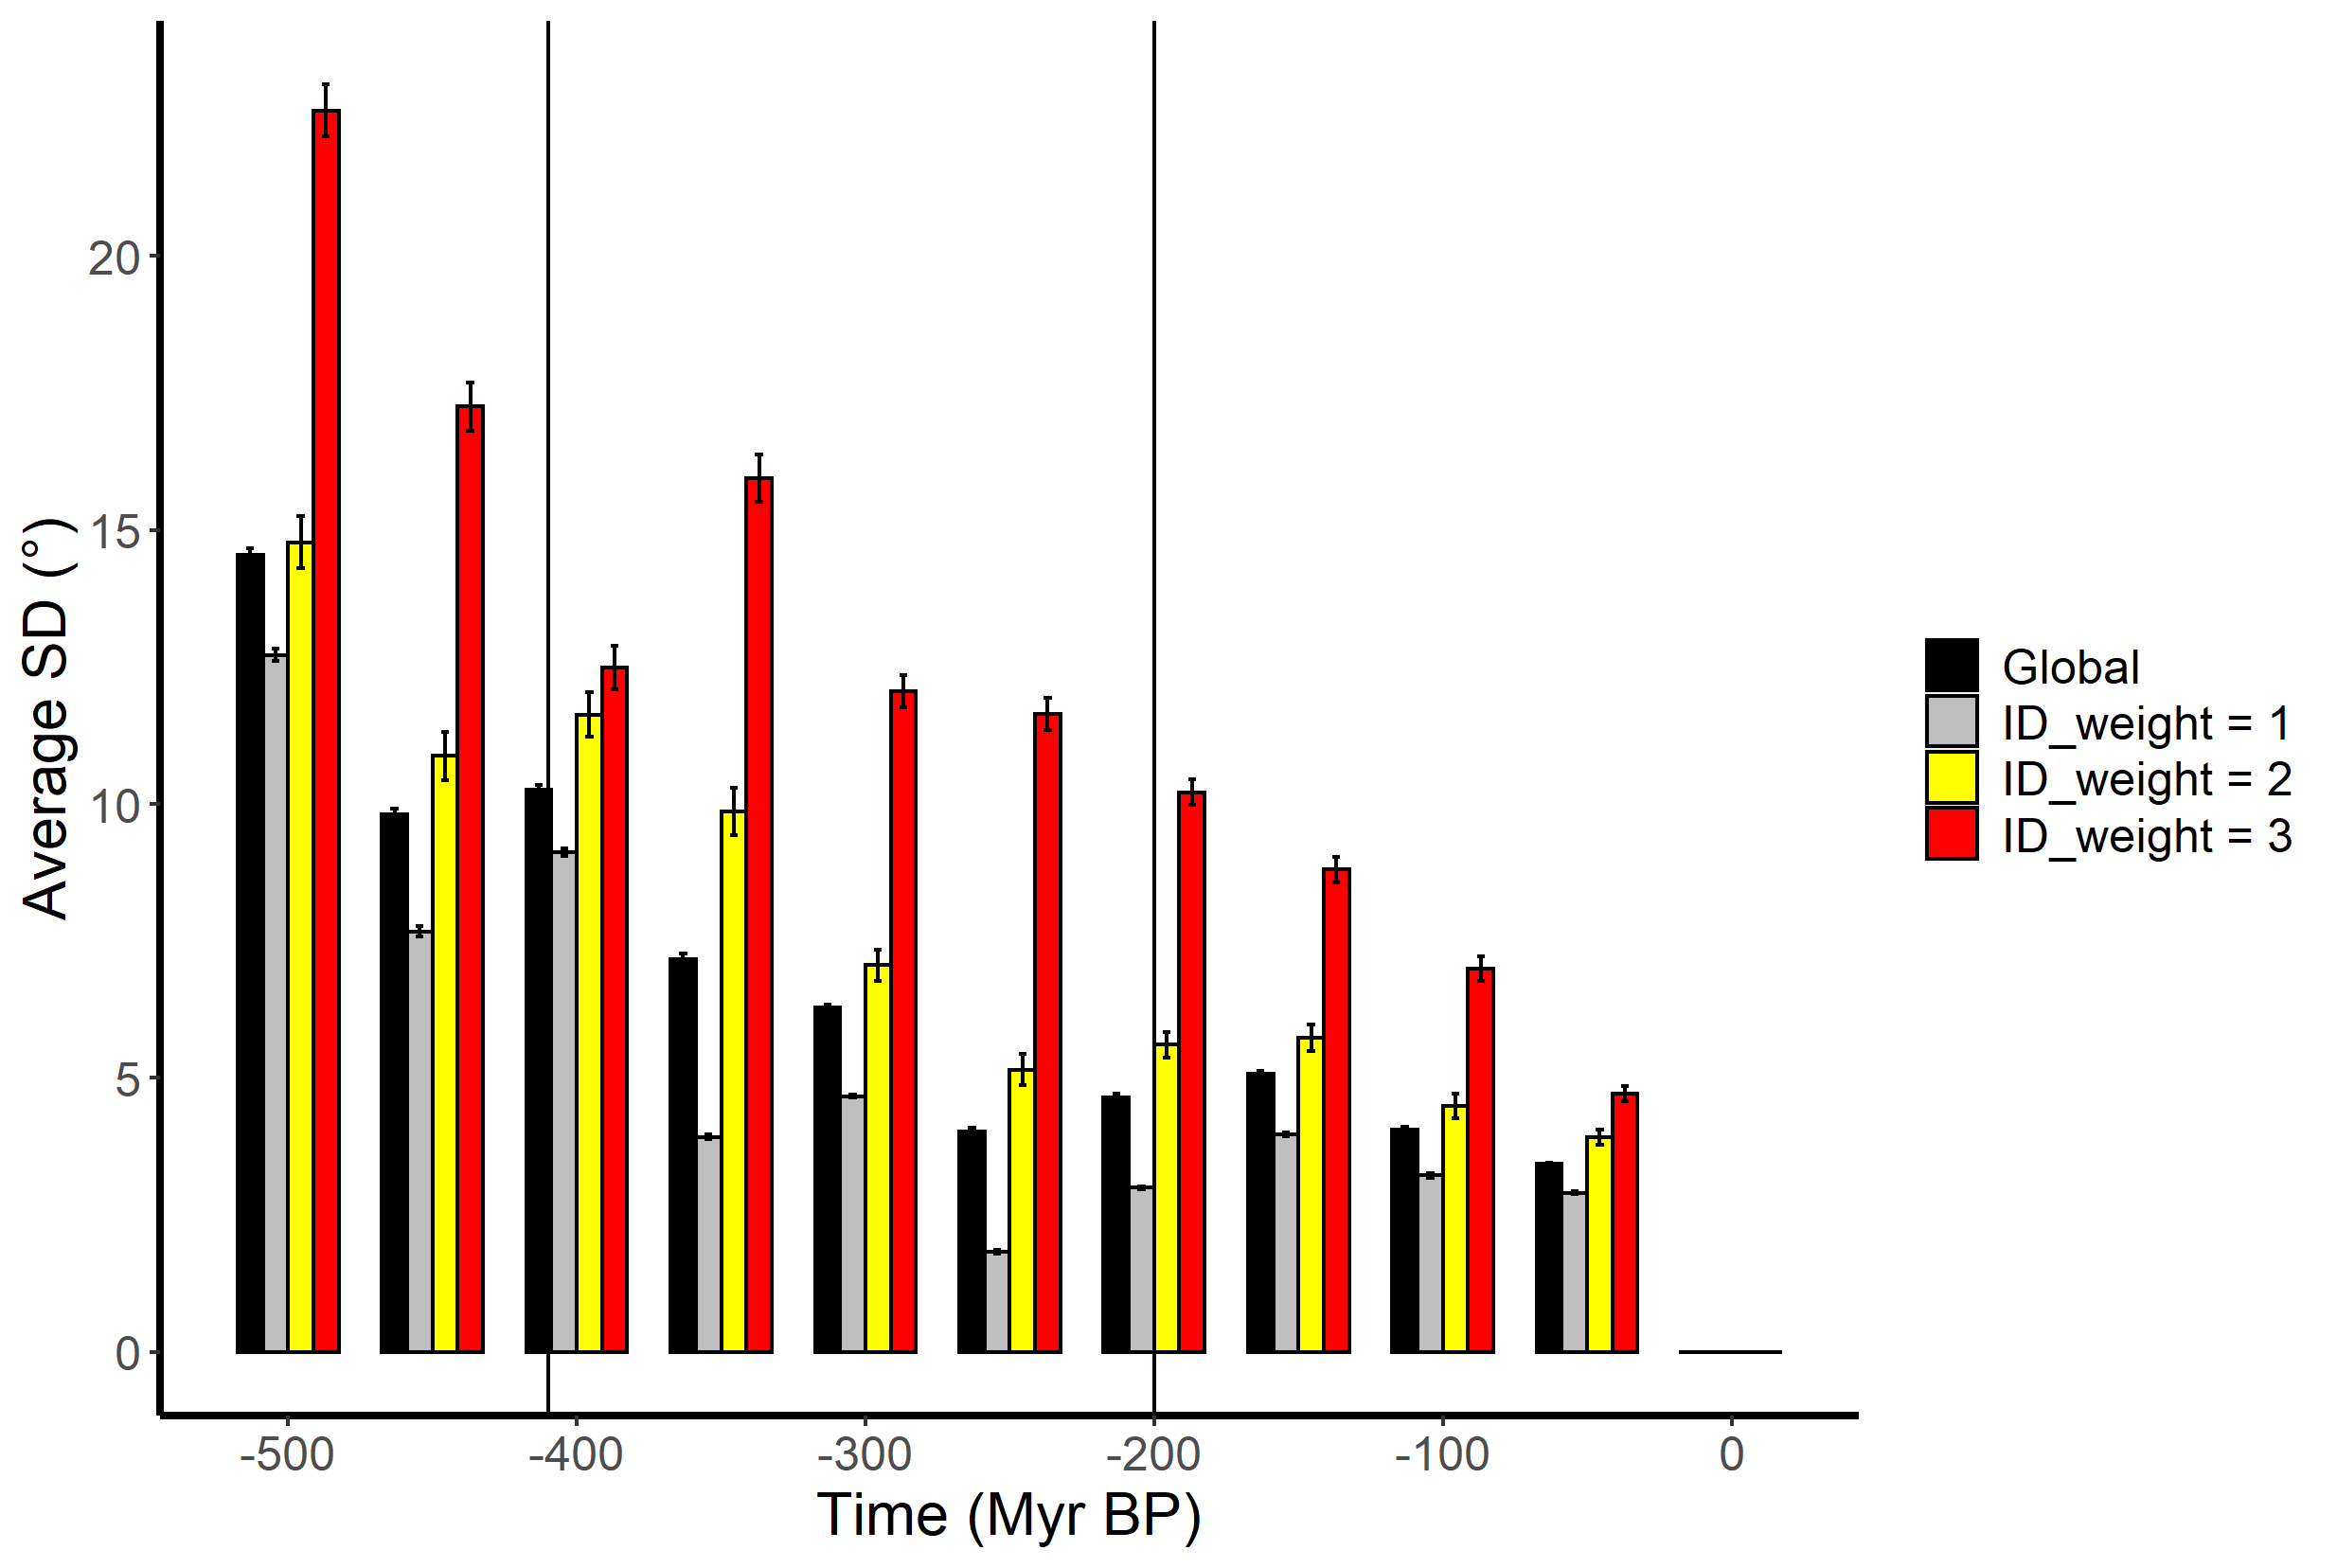 Average SD (°)
20
15
10
5
0
-500
-400
-300
-200
-100
0
Time (Myr BP)
Global
ID_weight = 1
ID_weight = 2
ID_weight = 3